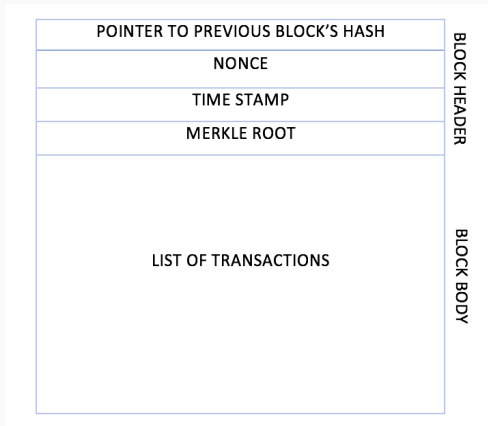 POINTER TO PREVIOUS BLOCK’S HASH
NONCE
TIME STAMP
MERKLE ROOT
BLOCK HEADER
LIST OF TRANSACTIONS
BLOCK BODY